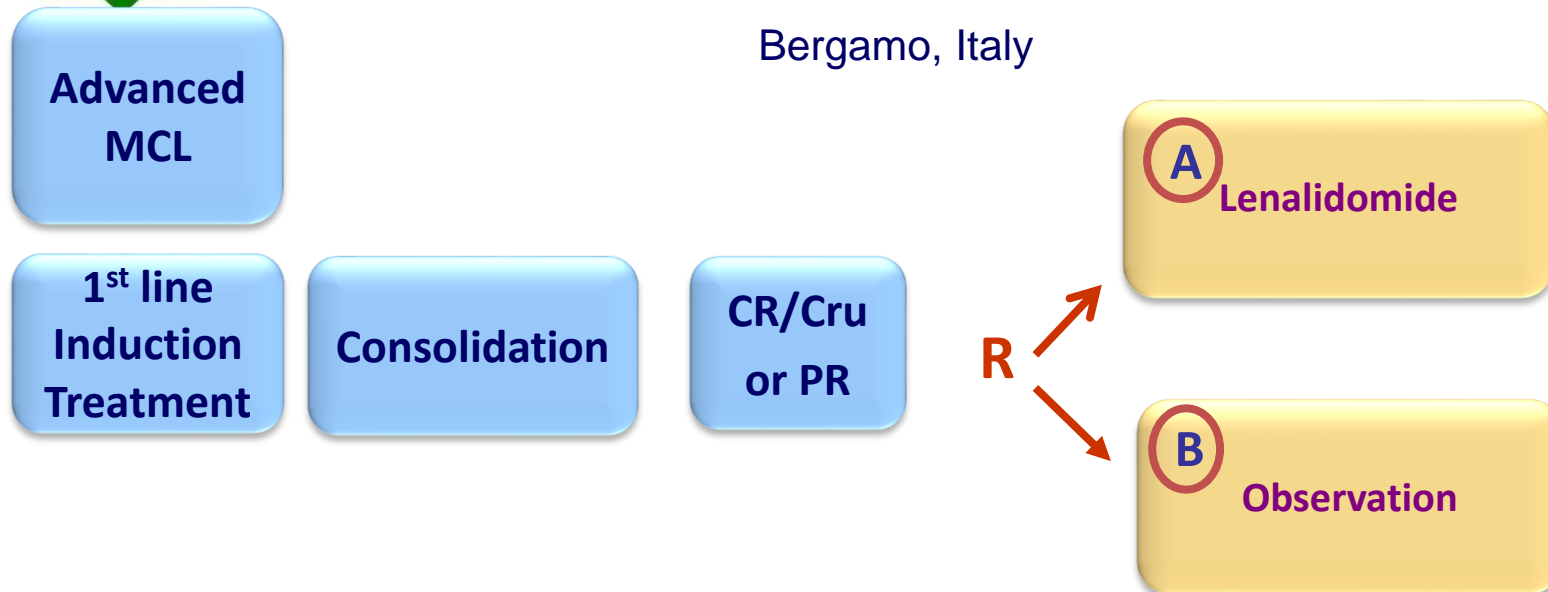 Bergamo, Italy
Advanced
MCL
1st line
Induction
Treatment
Consolidation
CR/Cru
or PR
R
A
Lenalidomide
B
Observation